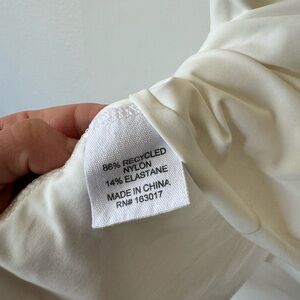 86% RECYCLED
NYLON
14% ELASTANE
MADE IN CHINA
RN# 163017